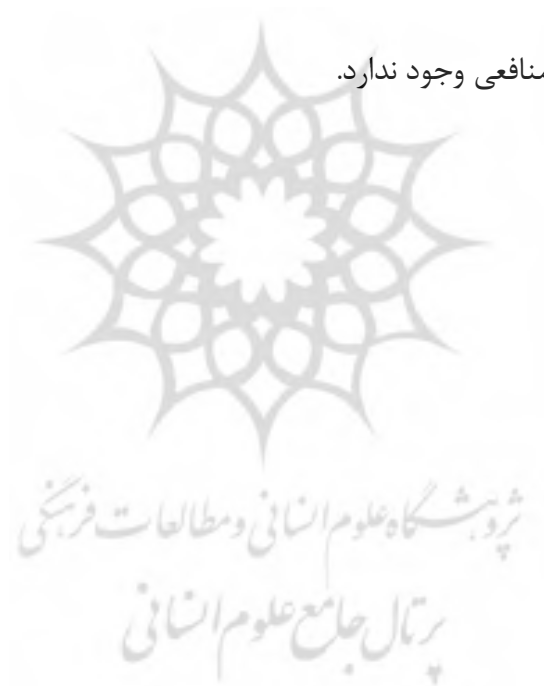 منافعی وجود ندارد.
پژوهشگاه علوم انسانی و مطالعات فرهنگی
پرتال جامع علوم انسانی